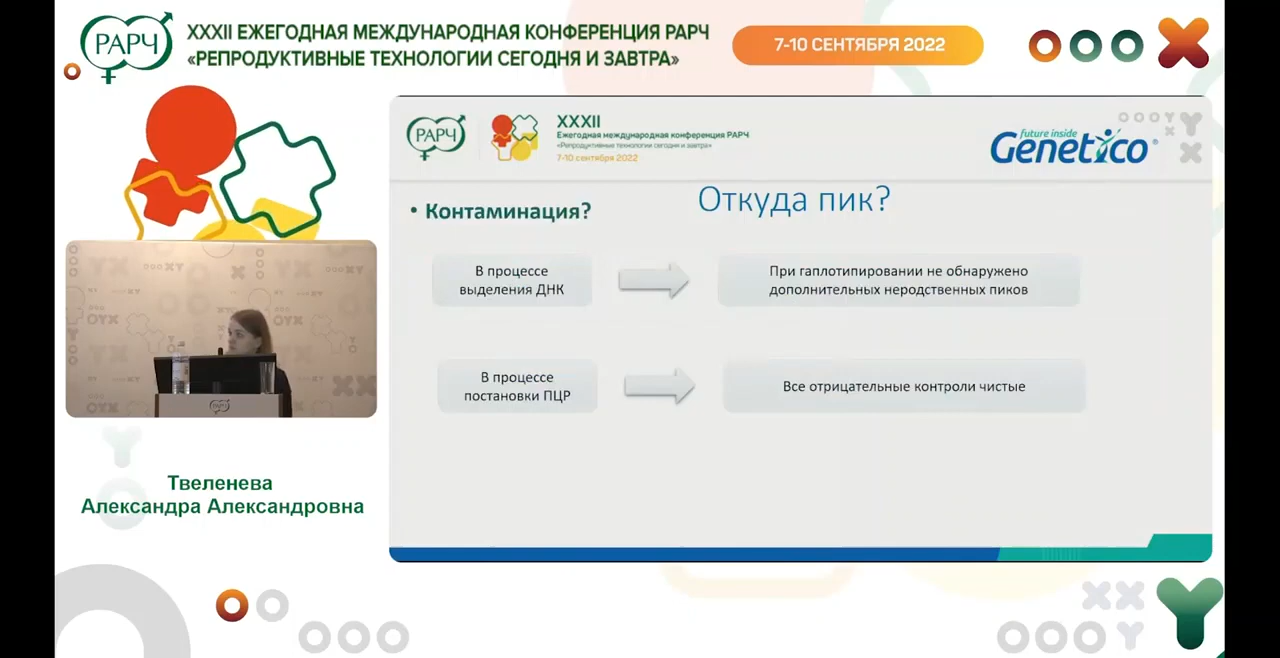 РАРЧ
XXXII ЕЖЕГОДНАЯ МЕЖДУНАРОДНАЯ КОНФЕРЕНЦИЯ РАРЧ
«РЕПРОДУКТИВНЫЕ ТЕХНОЛОГИИ СЕГОДНЯ И ЗАВТРА»
7-10 СЕНТЯБРЯ 2022
РАРЧ
XXXII
Ежегодная международная конференция РАРЧ
«Репродуктивные технологии сегодня и завтра»
7-10 сентября 2022
future inside
Genetico
Откуда пик?
• Контаминация?
В процессе
выделения ДНК
При гаплотипировании не обнаружено
дополнительных неродственных пиков
В процессе
постановки ПЦР
Все отрицательные контроли чистые
РАРЧ
Твеленева
Александра Александровна